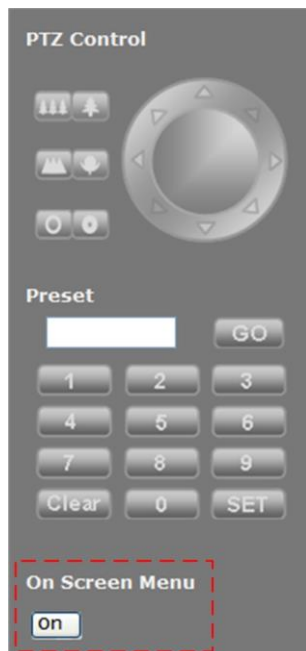 PTZ Control
Preset
GO
1 2 3
4 5 6
7 8 9
Clear 0 SET
On Screen Menu
On